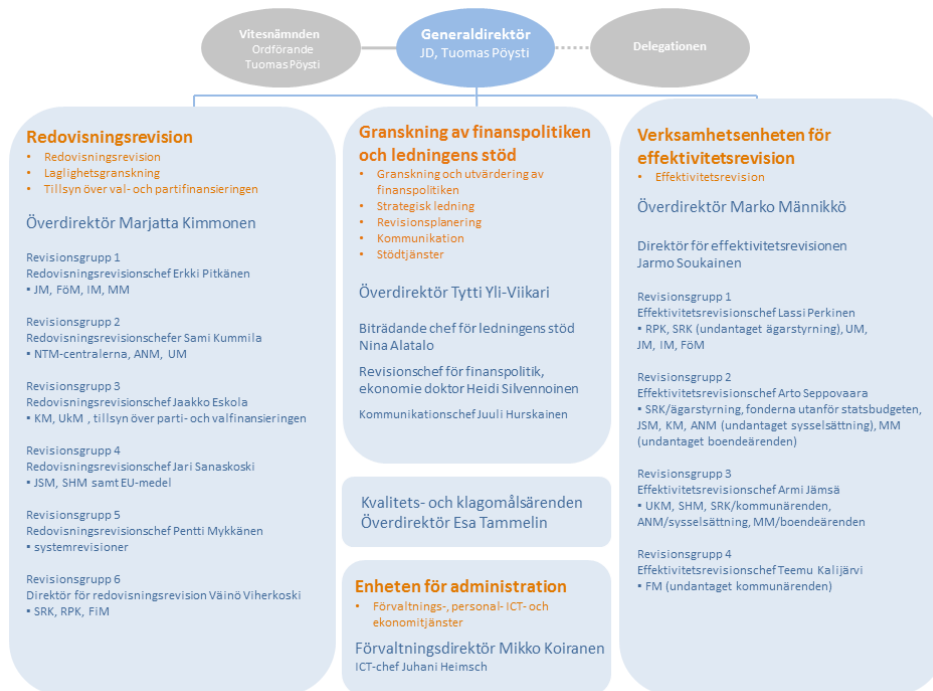 Vitesnämnden
Ordförande
Tuomas Pöysti
Generaldirektör
JD, Tuomas Pöysti
Delegationen
Redovisningsrevision
• Redovisningsrevision
• Laglighetsgranskning
• Tillsyn över val- och partifinansieringen
Överdirektör Marjatta Kimmonen
Revisionsgrupp 1
Redovisningsrevisionschef Erkki Pitkänen
▪ JM, FöM, IM, MM
Revisionsgrupp 2
Redovisningsrevisionschefer Sami Kummila
▪ NTM-centralerna, ANM, UM
Revisionsgrupp 3
Redovisningsrevisionschef Jaakko Eskola
▪ KM, UkM , tillsyn över parti- och valfinansieringen
Revisionsgrupp 4
Redovisningsrevisionschef Jari Sanaskoski
▪ JSM, SHM samt EU-medel
Revisionsgrupp 5
Redovisningsrevisionschef Pentti Mykkänen
▪ systemrevisioner
Revisionsgrupp 6
Direktör för redovisningsrevision Väinö Viherkoski
▪ SRK, RPK, FiM
Granskning av finanspolitiken
och ledningens stöd
• Granskning och utvärdering av
finanspolitiken
• Strategisk ledning
• Revisionsplanering
• Kommunikation
• Stödtjänster
Överdirektör Tytti Yli-Viikari
Biträdande chef för ledningens stöd
Nina Alatalo
Revisionschef för finanspolitik,
ekonomie doktor Heidi Silvennoinen
Kommunikationschef Juuli Hurskainen
Kvalitets- och klagomålsärenden
Överdirektör Esa Tammelin
Enheten för administration
• Förvaltnings-, personal- ICT- och
ekonomitjänster
Förvaltningsdirektör Mikko Koiranen
ICT-chef Juhani Heimsch
Verksamhetsenheten för
effektivitetsrevision
• Effektivitetsrevision
Överdirektör Marko Männikkö
Direktör för effektivitetsrevisionen
Jarmo Soukainen
Revisionsgrupp 1
Effektivitetsrevisionschef Lassi Perkinen
▪ RPK, SRK (undantaget ägarstyrning), UM,
JM, IM, FöM
Revisionsgrupp 2
Effektivitetsrevisionschef Arto Seppovaara
▪ SRK/ägarstyrning, fonderna utanför statsbudgeten,
JSM, KM, ANM (undantaget sysselsättning), MM
(undantaget boendeärenden)
Revisionsgrupp 3
Effektivitetsrevisionschef Armi Jämsä
▪ UKM, SHM, SRK/kommunärenden,
ANM/sysselsättning, MM/boendeärenden
Revisionsgrupp 4
Effektivitetsrevisionschef Teemu Kalijärvi
▪ FM (undantaget kommunärenden)